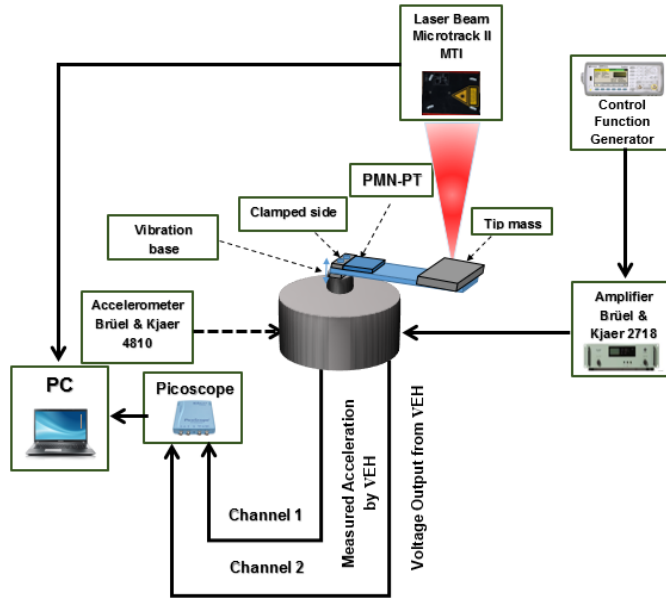 Laser Beam
Microtrack II
MTI
Control
Function
Generator
PMN-PT
Clamped side
Tip mass
Vibration
base
Accelerometer
Brüel & Kjaer
4810
Amplifier
Brüel &
Kjaer 2718
PC
Picoscope
Measured Acceleration
by VEH
Voltage Output from VEH
Channel 1
Channel 2